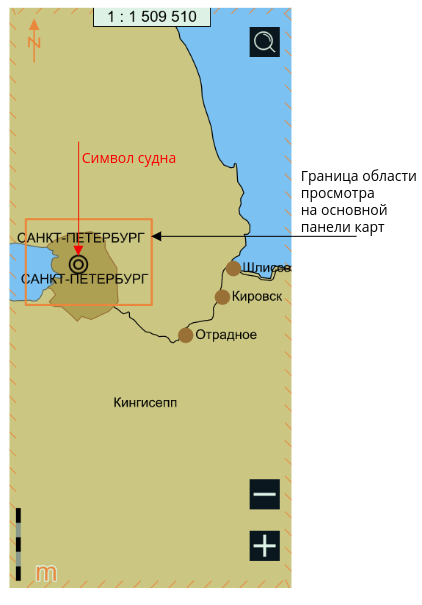 1 : 1 509 510
N
Символ судна
Граница области
просмотра
на основной
панели карт
САНКТ-ПЕТЕРБУРГ
САНКТ-ПЕТЕРБУРГ
Шлиссе
Кировск
Отрадное
Кингисепп
m